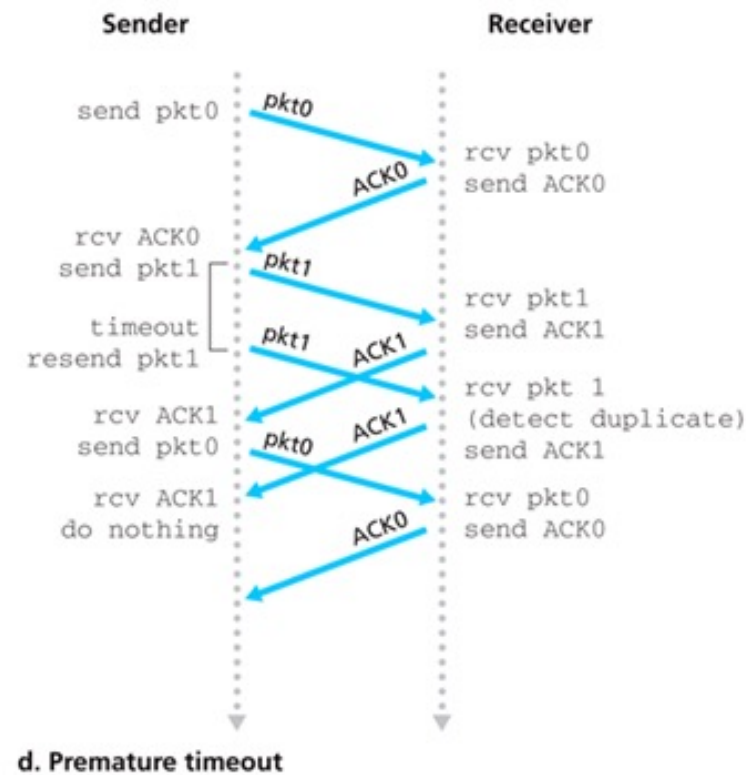 Sender
Receiver
send pkt0
pkt0
rcv pkt0
send ACK0
ACK0
rcv ACK0
send pkt1
pkt1
rcv pkt1
send ACK1
timeout
resend pkt1
pkt1
ACK1
rcv pkt 1
(detect duplicate)
send ACK1
rcv ACK1
send pkt0
pkt0
ACK1
rcv ACK1
do nothing
rcv pkt0
send ACK0
ACK0
d. Premature timeout